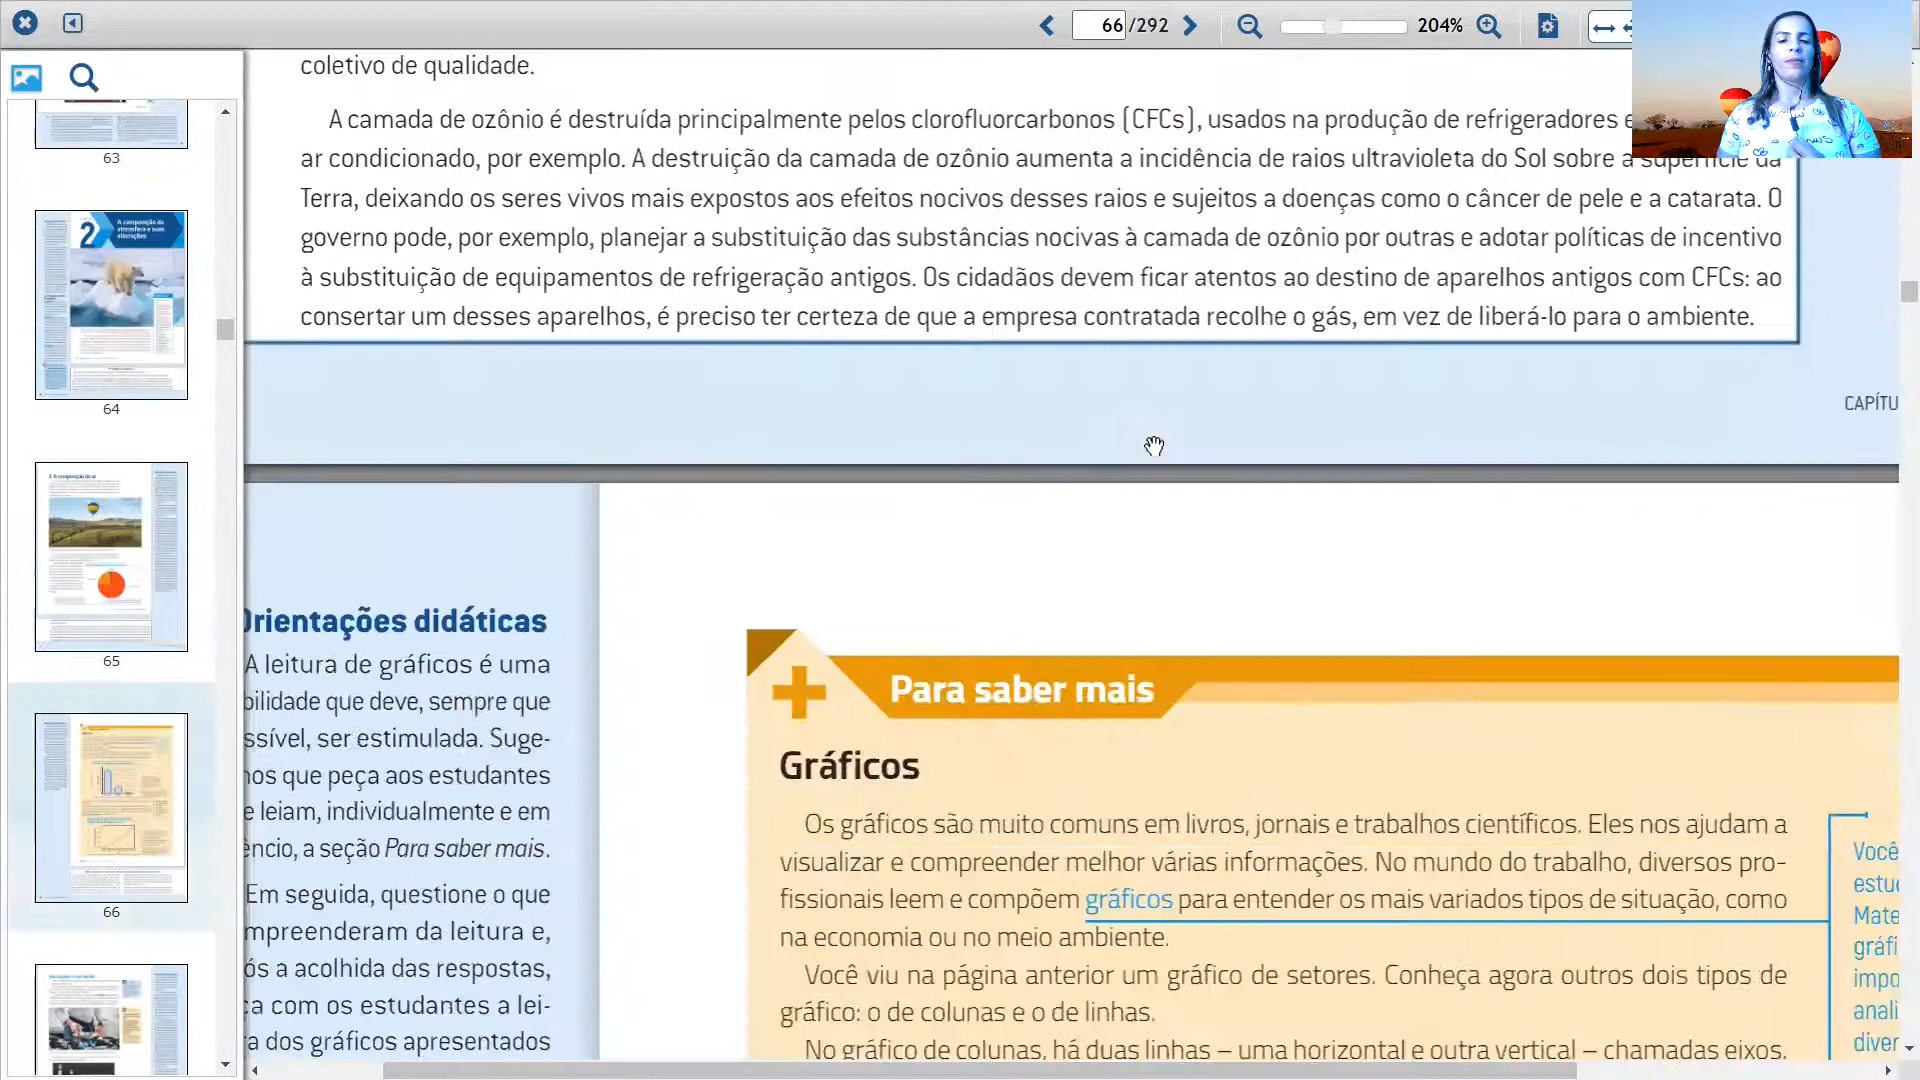 66 /292
204%
63
A composição da
atmosfera e suas
alterações
2
64
65
66
coletivo de qualidade.
A camada de ozônio é destruída principalmente pelos clorofluorcarbonos (CFCs), usados na produção de refrigeradores e
ar condicionado, por exemplo. A destruição da camada de ozônio aumenta a incidência de raios ultravioleta do Sol sobre a superfície da
Terra, deixando os seres vivos mais expostos aos efeitos nocivos desses raios e sujeitos a doenças como o câncer de pele e a catarata. O
governo pode, por exemplo, planejar a substituição das substâncias nocivas à camada de ozônio por outras e adotar políticas de incentivo
à substituição de equipamentos de refrigeração antigos. Os cidadãos devem ficar atentos ao destino de aparelhos antigos com CFCs: ao
consertar um desses aparelhos, é preciso ter certeza de que a empresa contratada recolhe o gás, em vez de liberá-lo para o ambiente.
CAPÍTU
Orientações didáticas
A leitura de gráficos é uma
bilidade que deve, sempre que
ssível, ser estimulada. Suge-
nos que peça aos estudantes
e leiam, individualmente e em
êncio, a seção Para saber mais.
Em seguida, questione o que
mpreenderam da leitura e,
ós a acolhida das respostas,
ça com os estudantes a lei-
ra dos gráficos apresentados
Para saber mais
Gráficos
Os gráficos são muito comuns em livros, jornais e trabalhos científicos. Eles nos ajudam a
visualizar e compreender melhor várias informações. No mundo do trabalho, diversos pro-
fissionais leem e compõem gráficos para entender os mais variados tipos de situação, como
na economia ou no meio ambiente.
Você viu na página anterior um gráfico de setores. Conheça agora outros dois tipos de
gráfico: o de colunas e o de linhas.
No gráfico de colunas, há duas linhas – uma horizontal e outra vertical – chamadas eixos.
Você
estud
Mate
gráfi
impo
anali
diver